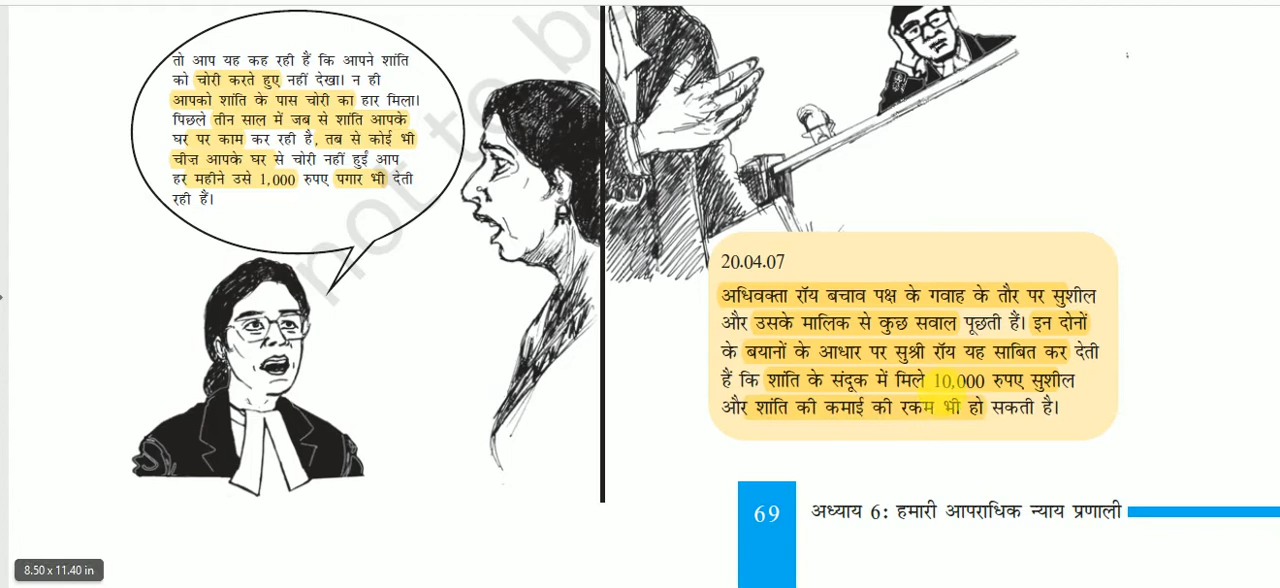 तो आप यह कह रही हैं कि आपने शांति
को चोरी करते हुए नहीं देखा। न ही
आपको शांति के पास चोरी का हार मिला।
पिछले तीन साल में जब से शांति आपके
घर पर काम कर रही है, तब से कोई भी
चीज़ आपके घर से चोरी नहीं हुई आप
हर महीने उसे 1,000 रुपए पगार भी देती
रही हैं।
not to be
20.04.07
अधिवक्ता रॉय बचाव पक्ष के गवाह के तौर पर सुशील
और उसके मालिक से कुछ सवाल पूछती हैं। इन दोनों
के बयानों के आधार पर सुश्री रॉय यह साबित कर देती
हैं कि शांति के संदूक में मिले 10,000 रुपए सुशील
और शांति की कमाई की रकम भी हो सकती है।
69
अध्याय 6: हमारी आपराधिक न्याय प्रणाली
8.50 x 11.40 in